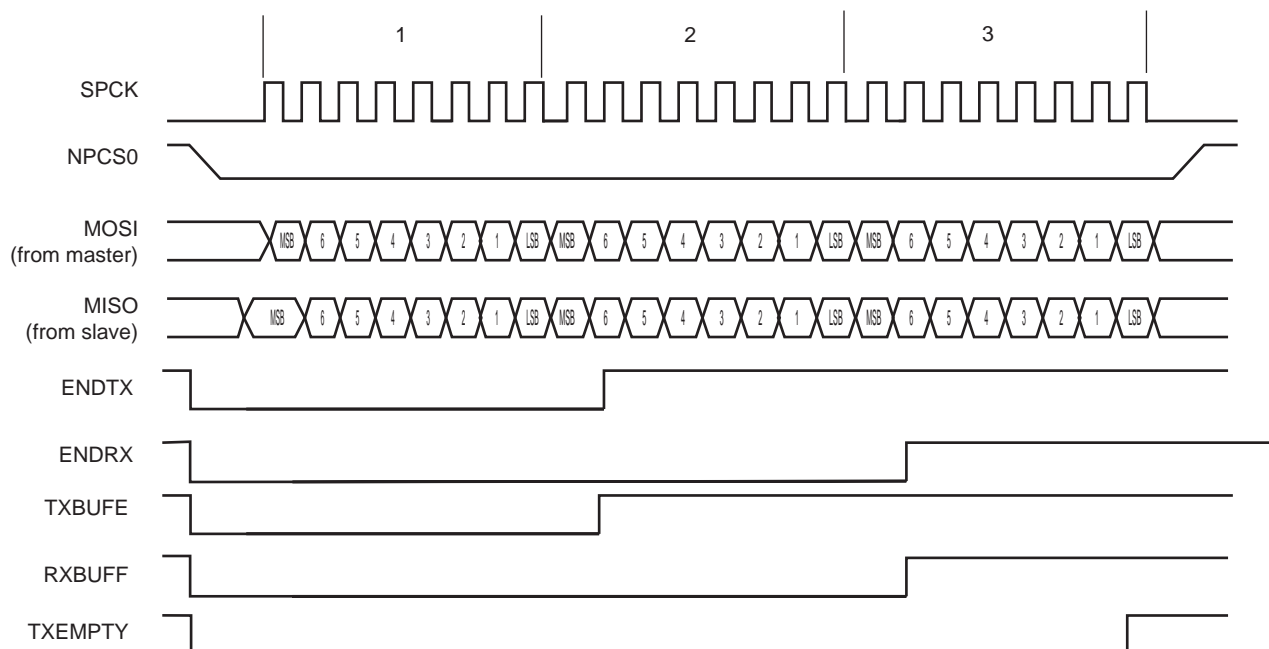 1 2 3
SPCK
NPCS0
MOSI
(from master)
MSB 6 5 4 3 2 1 LSB MSB 6 5 4 3 2 1 LSB MSB 6 5 4 3 2 1 LSB
MISO
(from slave)
MSB 6 5 4 3 2 1 LSB MSB 6 5 4 3 2 1 LSB MSB 6 5 4 3 2 1 LSB
ENDTX
ENDRX
TXBUFE
RXBUFF
TXEMPTY